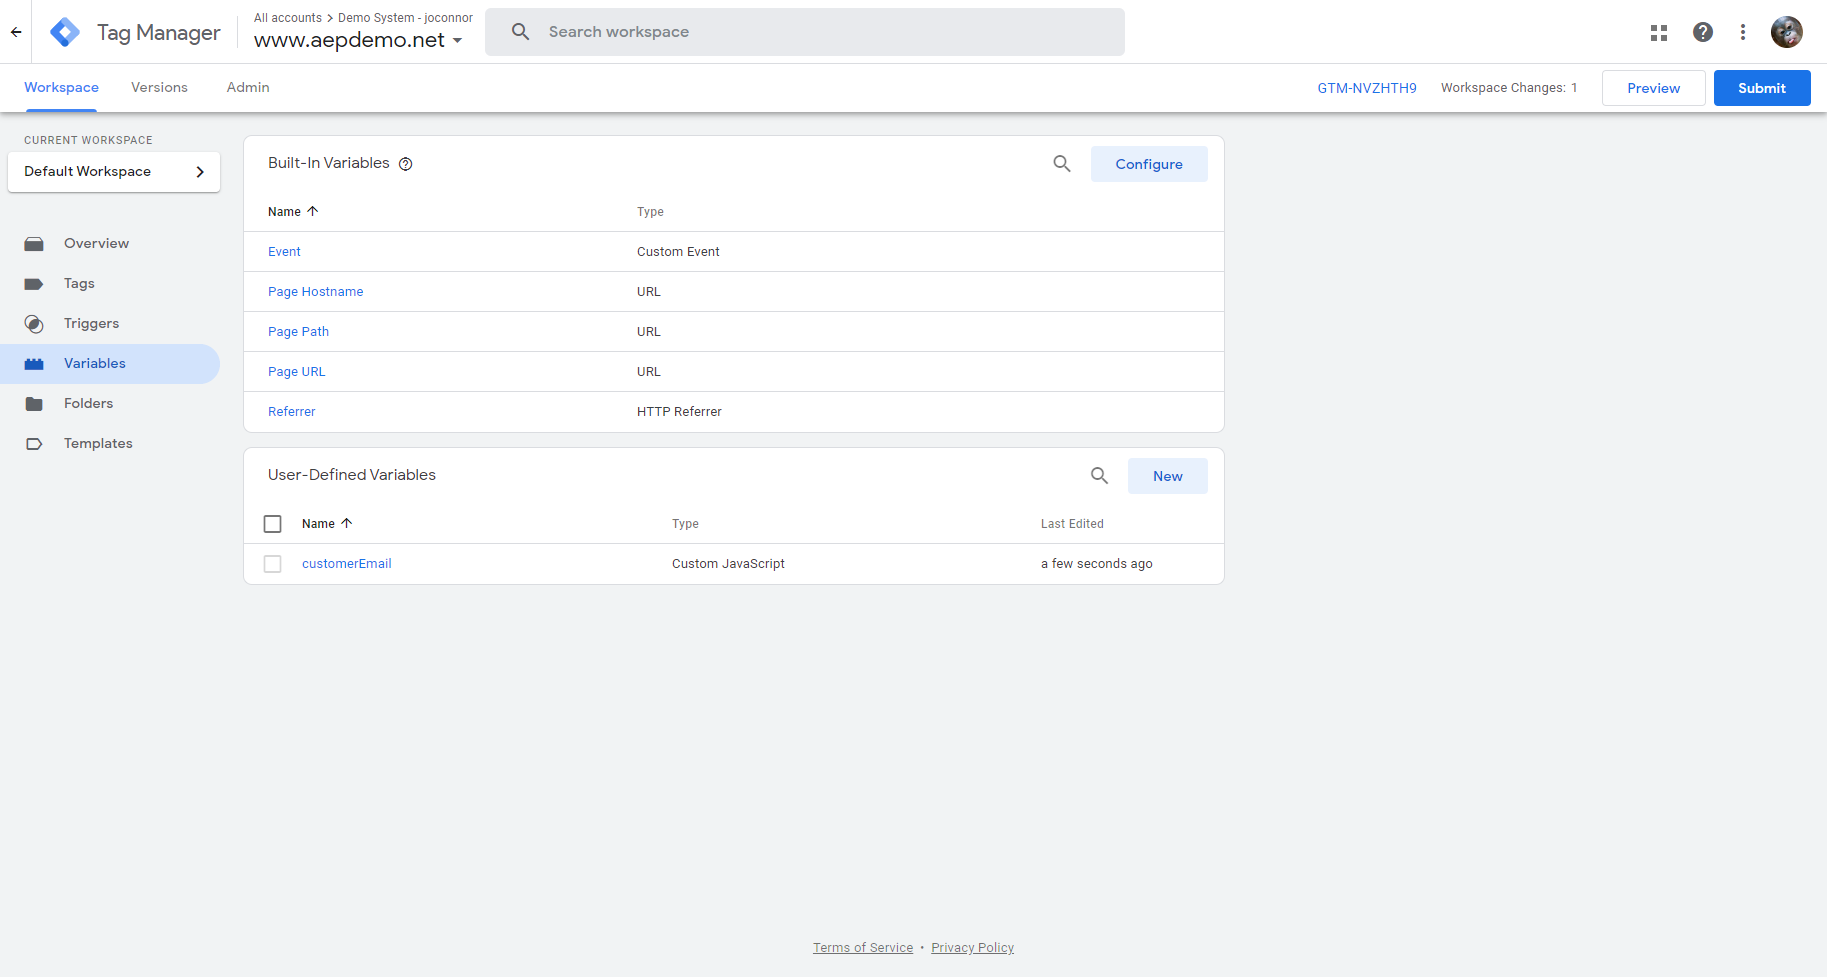 Tag Manager
All accounts > Demo System - joconnor
www.aepdemo.net
Search workspace
Workspace
Versions
Admin
GTM-NVZHTH9
Workspace Changes: 1
Preview
Submit
CURRENT WORKSPACE
Default Workspace
Overview
Tags
Triggers
Variables
Folders
Templates
Built-In Variables
Configure
Name
Type
Event
Custom Event
Page Hostname
URL
Page Path
URL
Page URL
URL
Referrer
HTTP Referrer
User-Defined Variables
New
Name
Type
Last Edited
customerEmail
Custom JavaScript
a few seconds ago
Terms of Service • Privacy Policy